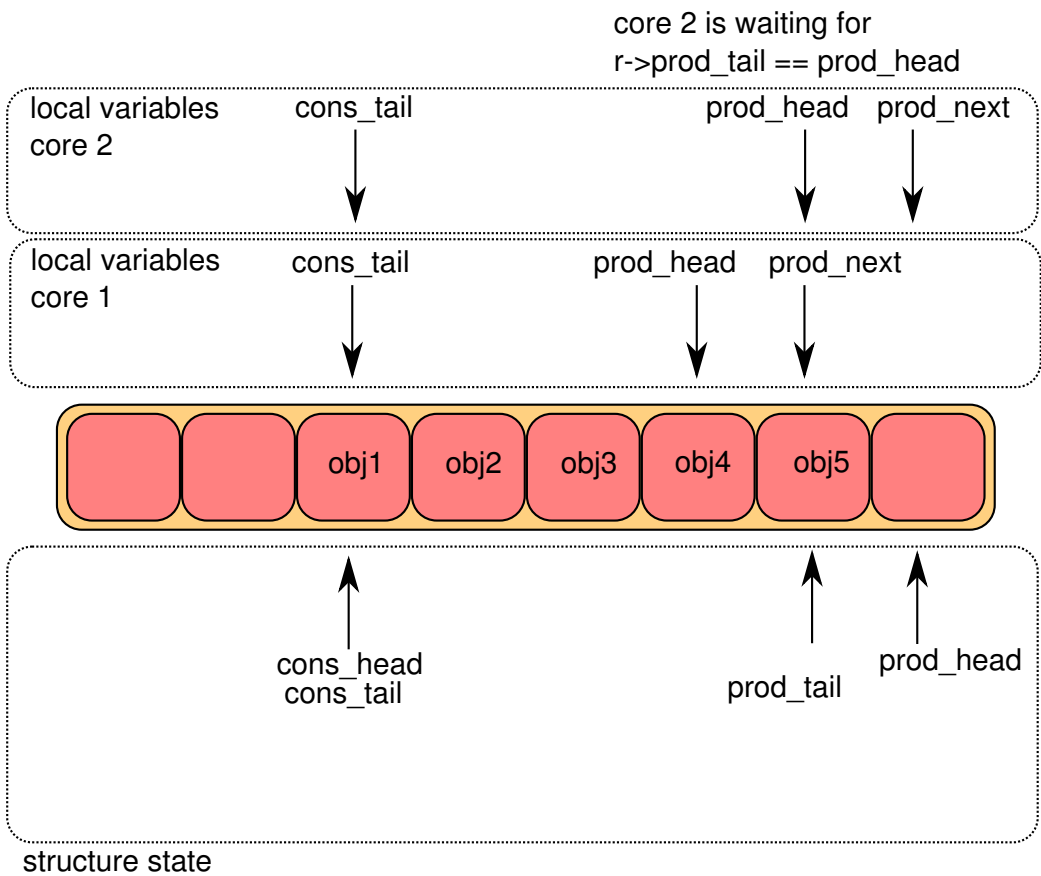 core 2 is waiting for
r->prod_tail == prod_head
local variables
core 2
cons_tail
prod_head
prod_next
local variables
core 1
cons_tail
prod_head
prod_next
obj1
obj2
obj3
obj4
obj5
cons_head
cons_tail
prod_tail
prod_head
structure state